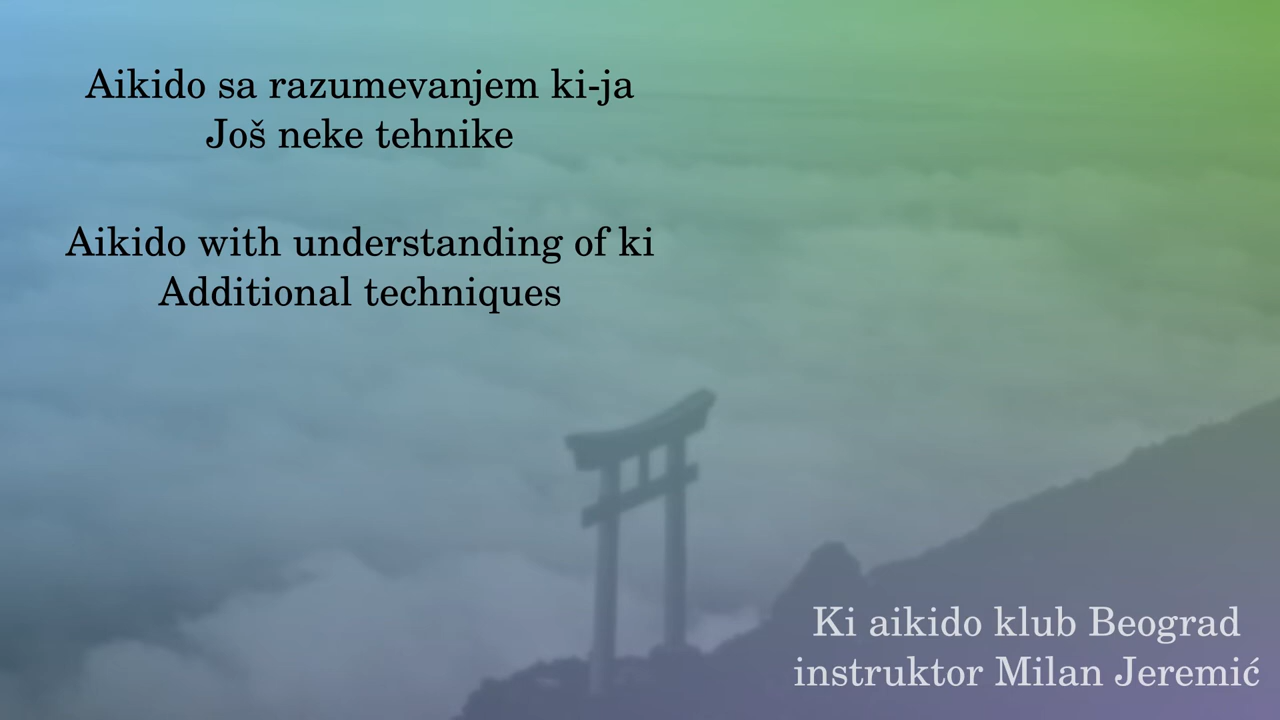 Aikido sa razumevanjem ki-ja
Još neke tehnike
Aikido with understanding of ki
Additional techniques
Ki aikido klub Beograd
instruktor Milan Jeremić